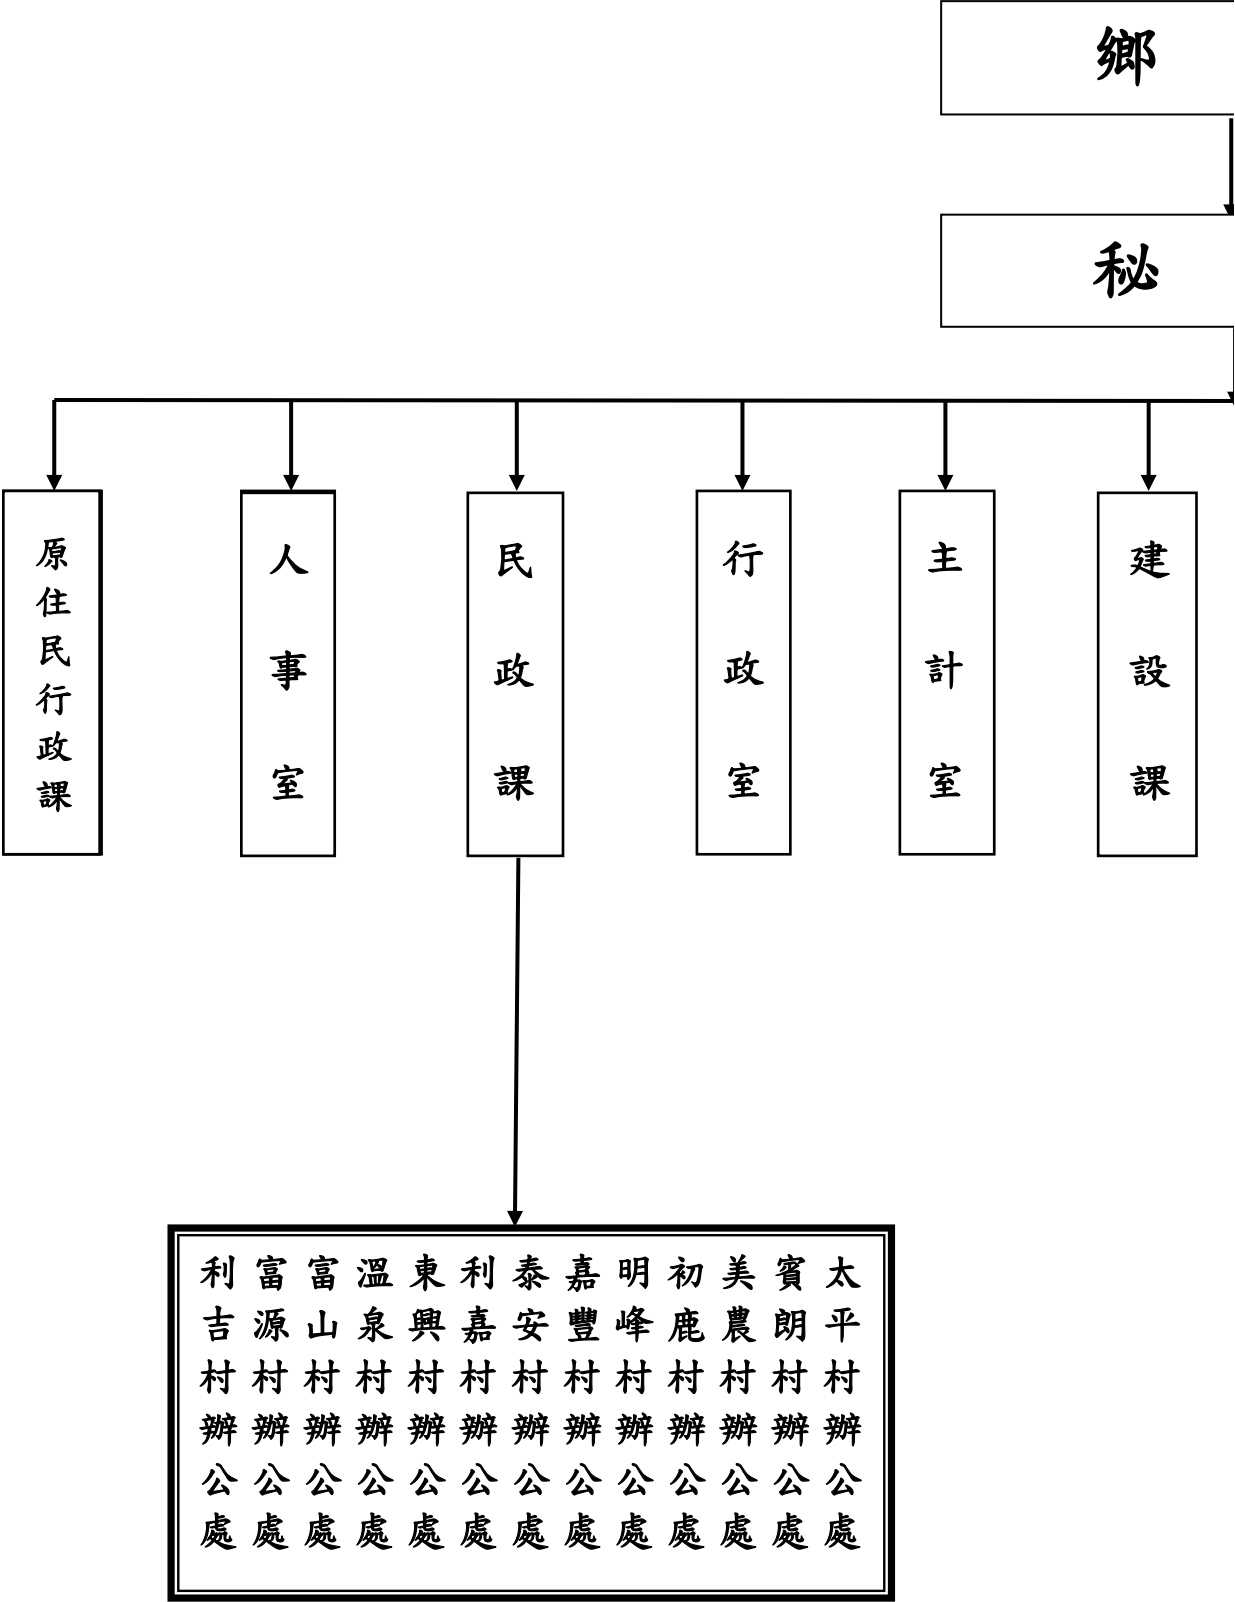 鄉
秘
原住民行政課
人事室
民政課
行政室
主計室
建設課
太平村辦公處
賓朗村辦公處
美農村辦公處
初鹿村辦公處
明峰村辦公處
嘉豐村辦公處
泰安村辦公處
利嘉村辦公處
東興村辦公處
溫泉村辦公處
富山村辦公處
富源村辦公處
利吉村辦公處